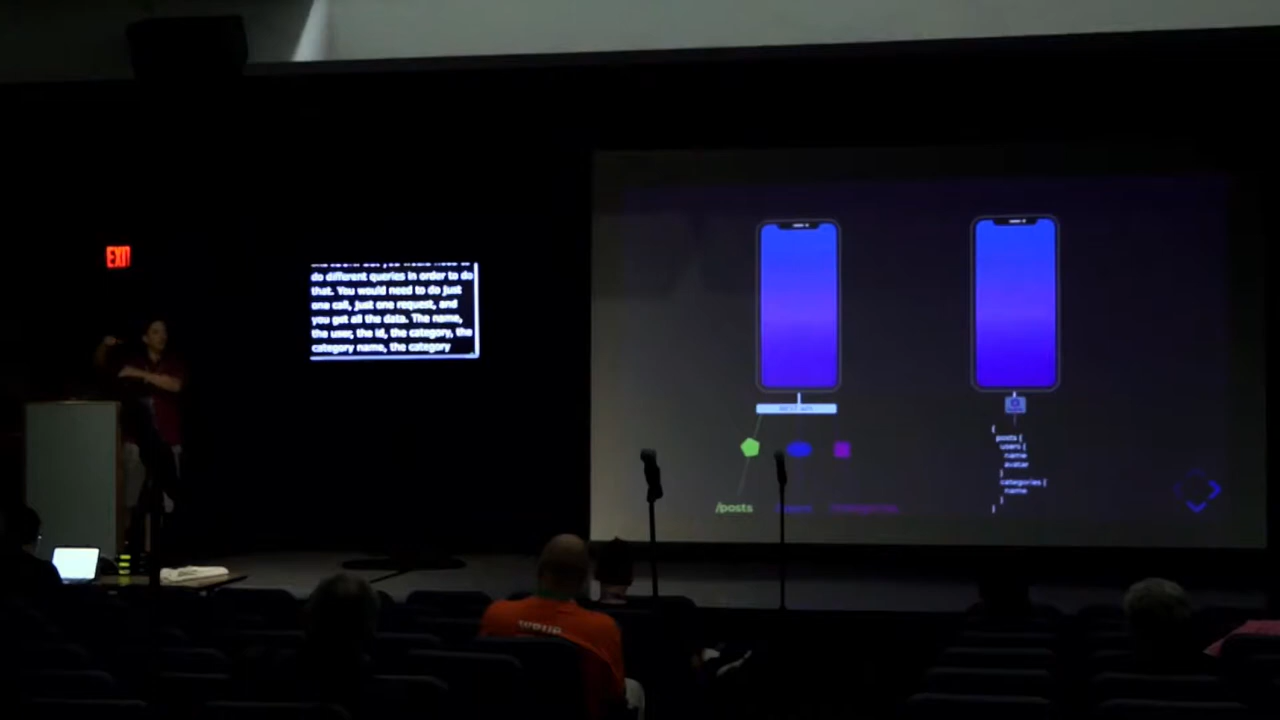 EXIT
do different queries in order to do
that. You would need to do just
one call, just one request, and
you get all the data. The name,
the user, the id, the category, the
category name, the category
REST API
/posts
{
posts {
users {
name
avatar
}
categories {
name
}
}